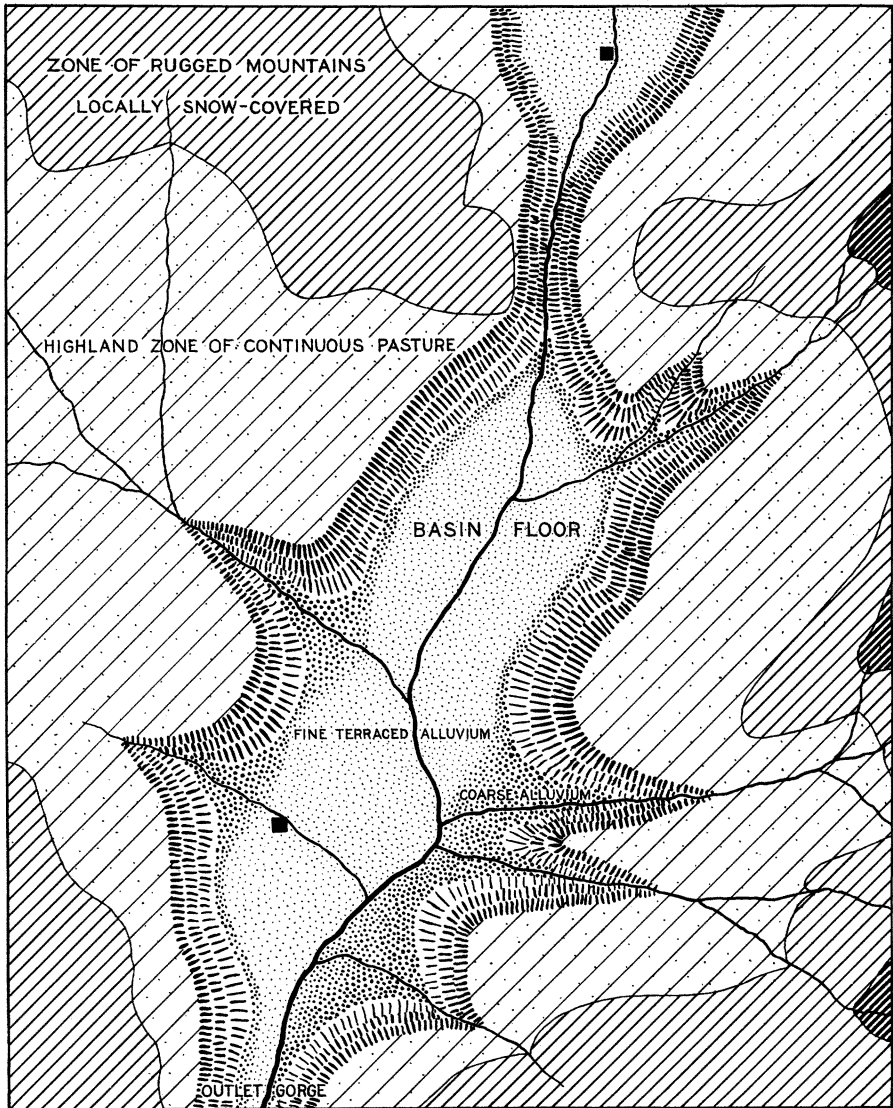 ZONE OF RUGGED MOUNTAINS
LOCALLY SNOW-COVERED
HIGHLAND ZONE OF CONTINUOUS PASTURE
BASIN FLOOR
FINE TERRACED ALLUVIUM
COARSE ALLUVIUM
OUTLET GORGE